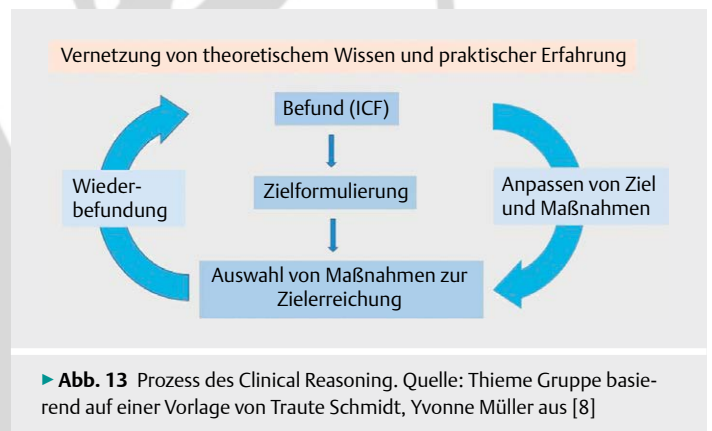 Vernetzung von theoretischem Wissen und praktischer Erfahrung
Befund (ICF)
Wieder-
befundung
Zielformulierung
Anpassen von Ziel
und Maßnahmen
Auswahl von Maßnahmen zur
Zielerreichung
▶ Abb. 13 Prozess des Clinical Reasoning. Quelle: Thieme Gruppe basie-
rend auf einer Vorlage von Traute Schmidt, Yvonne Müller aus [8]